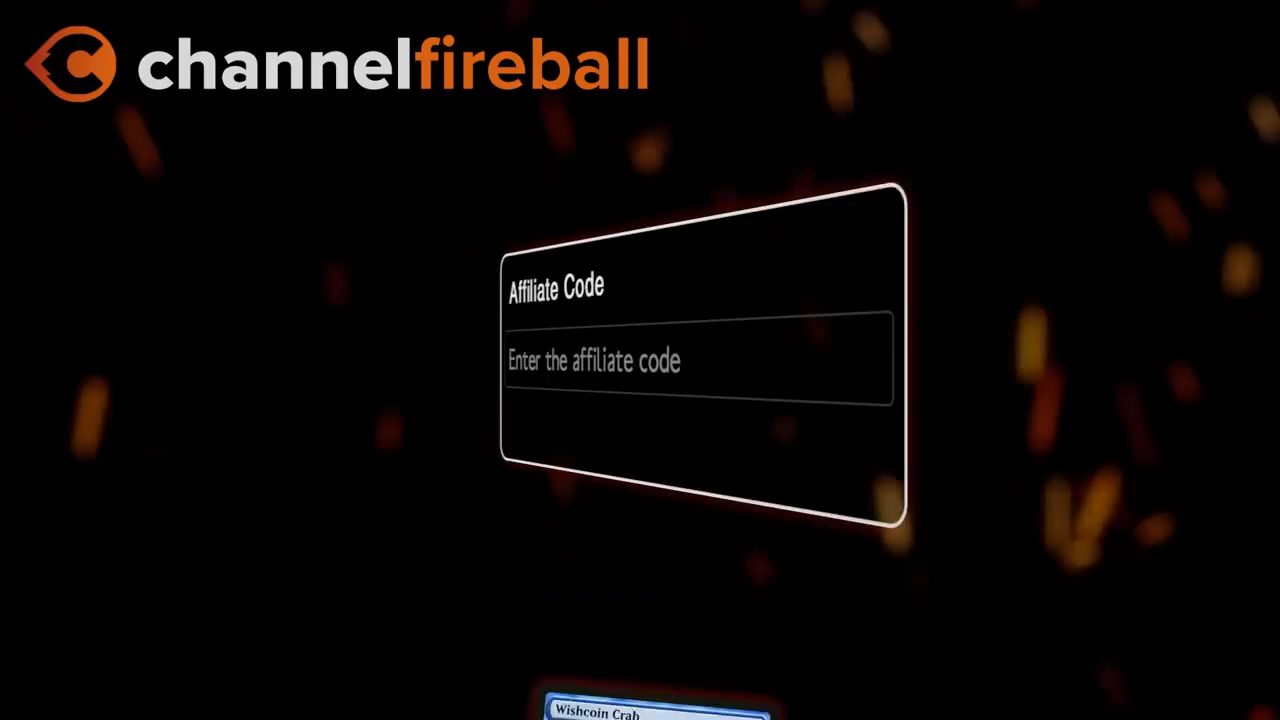 channelfireball
Affiliate Code
Enter the affiliate code
Wishcoin Crab